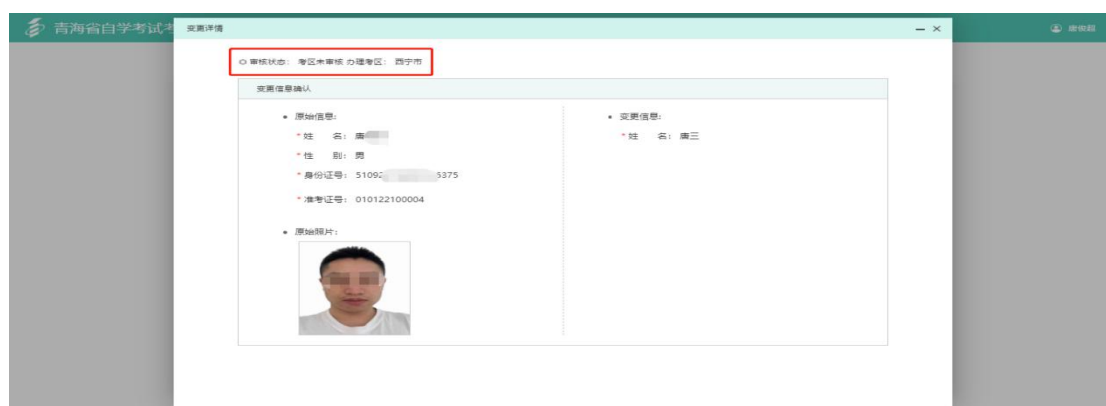 青海省自学考试考
变更详情
审核状态: 考区未审核 办理考区: 西宁市
变更信息确认
原始信息:
*姓 名: 唐
*性 别: 男
*身份证号: 51092 5375
*准考证号: 010122100004
原始照片:
变更信息:
*姓 名: 唐三